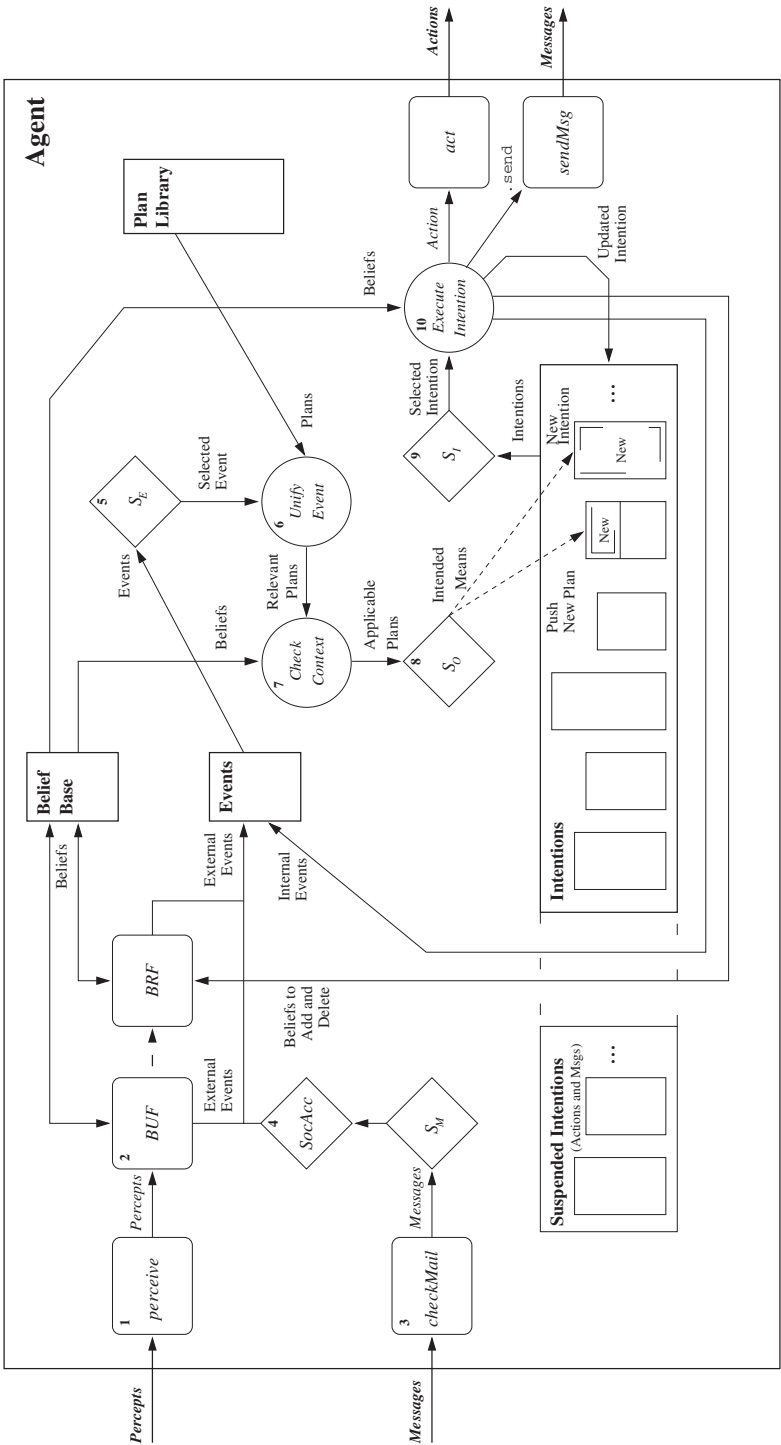 Agent
Percepts
1
perceive
Percepts
2
BUF
BRF
Beliefs
Belief
Base
Beliefs
Plan
Library
External
Events
External
Events
Internal
Events
Events
Events
5
S_E
Selected
Event
Plans
6
Unify
Event
Relevant
Plans
Beliefs
7
Check
Context
Applicable
Plans
8
S_O
Intended
Means
Messages
3
checkMail
Messages
S_M
4
SocAcc
Beliefs to
Add and
Delete
9
S_I
Selected
Intention
Intentions
10
Execute
Intention
Beliefs
Action
act
Actions
.send
sendMsg
Messages
Updated
Intention
Suspended Intentions
(Actions and Msgs)
...
Intentions
Push
New Plan
New
New
Intention
New
...